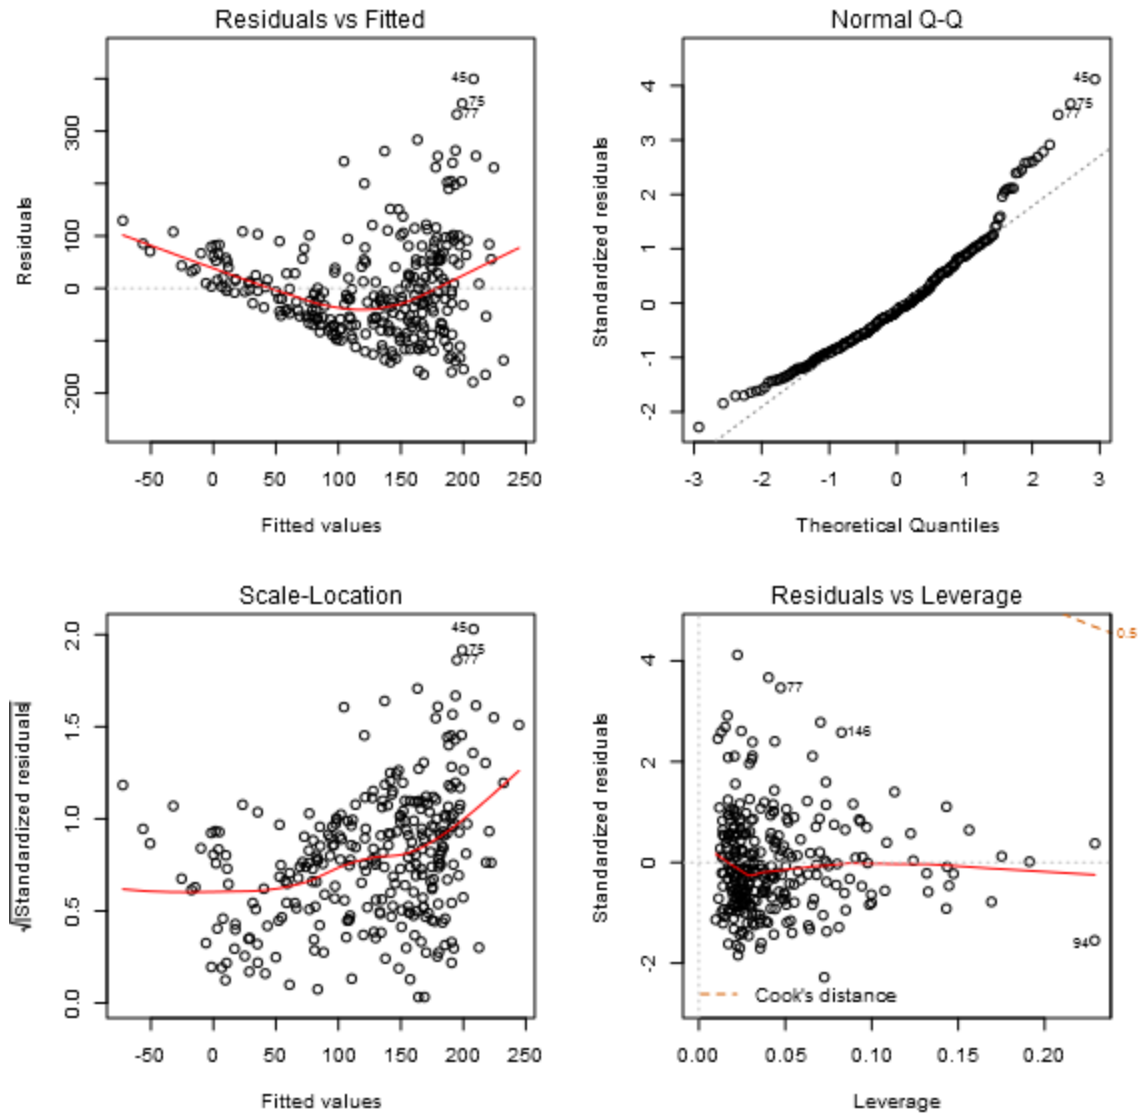 Residuals vs Fitted
Residuals
300
100
0
-200
45
75
77
-50 0 50 100 150 200 250
Fitted values
Normal Q-Q
Standardized residuals
4
3
2
1
0
-1
-2
45
75
77
-3 -2 -1 0 1 2 3
Theoretical Quantiles
Scale-Location
√|Standardized residuals|
2.0
1.5
1.0
0.5
0.0
45
75
77
-50 0 50 100 150 200 250
Fitted values
Residuals vs Leverage
Standardized residuals
4
2
0
-2
0.5
77
146
94
Cook's distance
0.00 0.05 0.10 0.15 0.20
Leverage